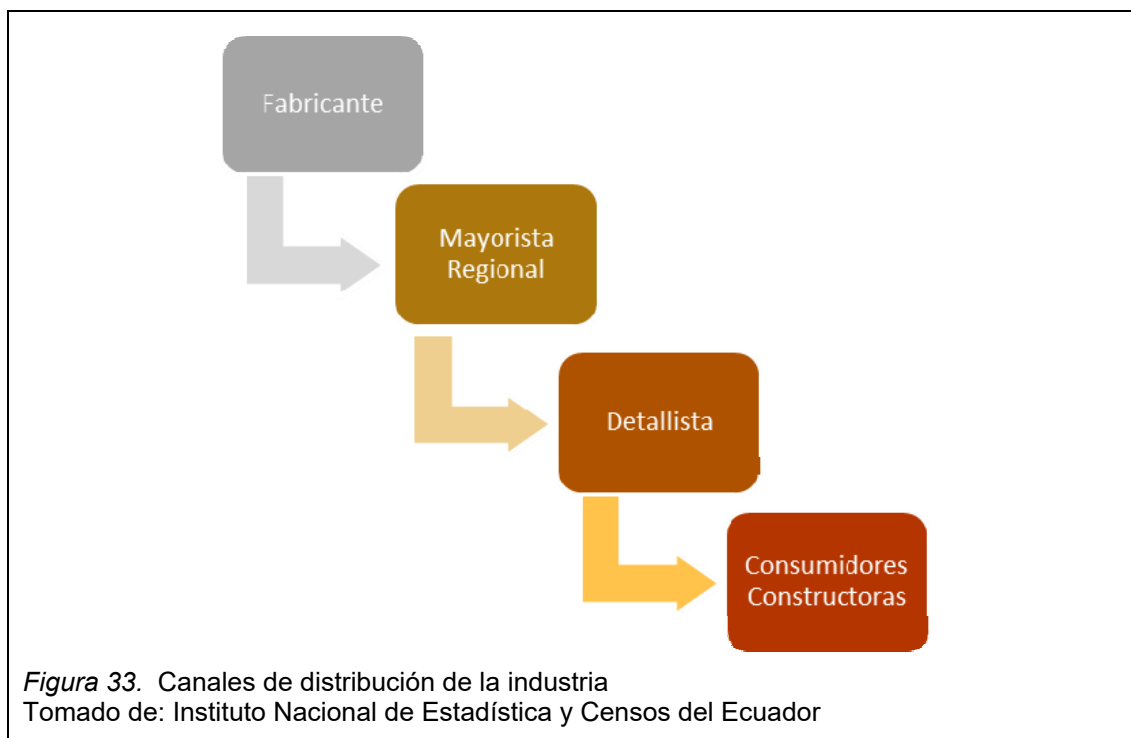 Fabricante
Mayorista
Regional
Detallista
Consumidores
Constructoras
Figura 33. Canales de distribución de la industria
Tomado de: Instituto Nacional de Estadística y Censos del Ecuador